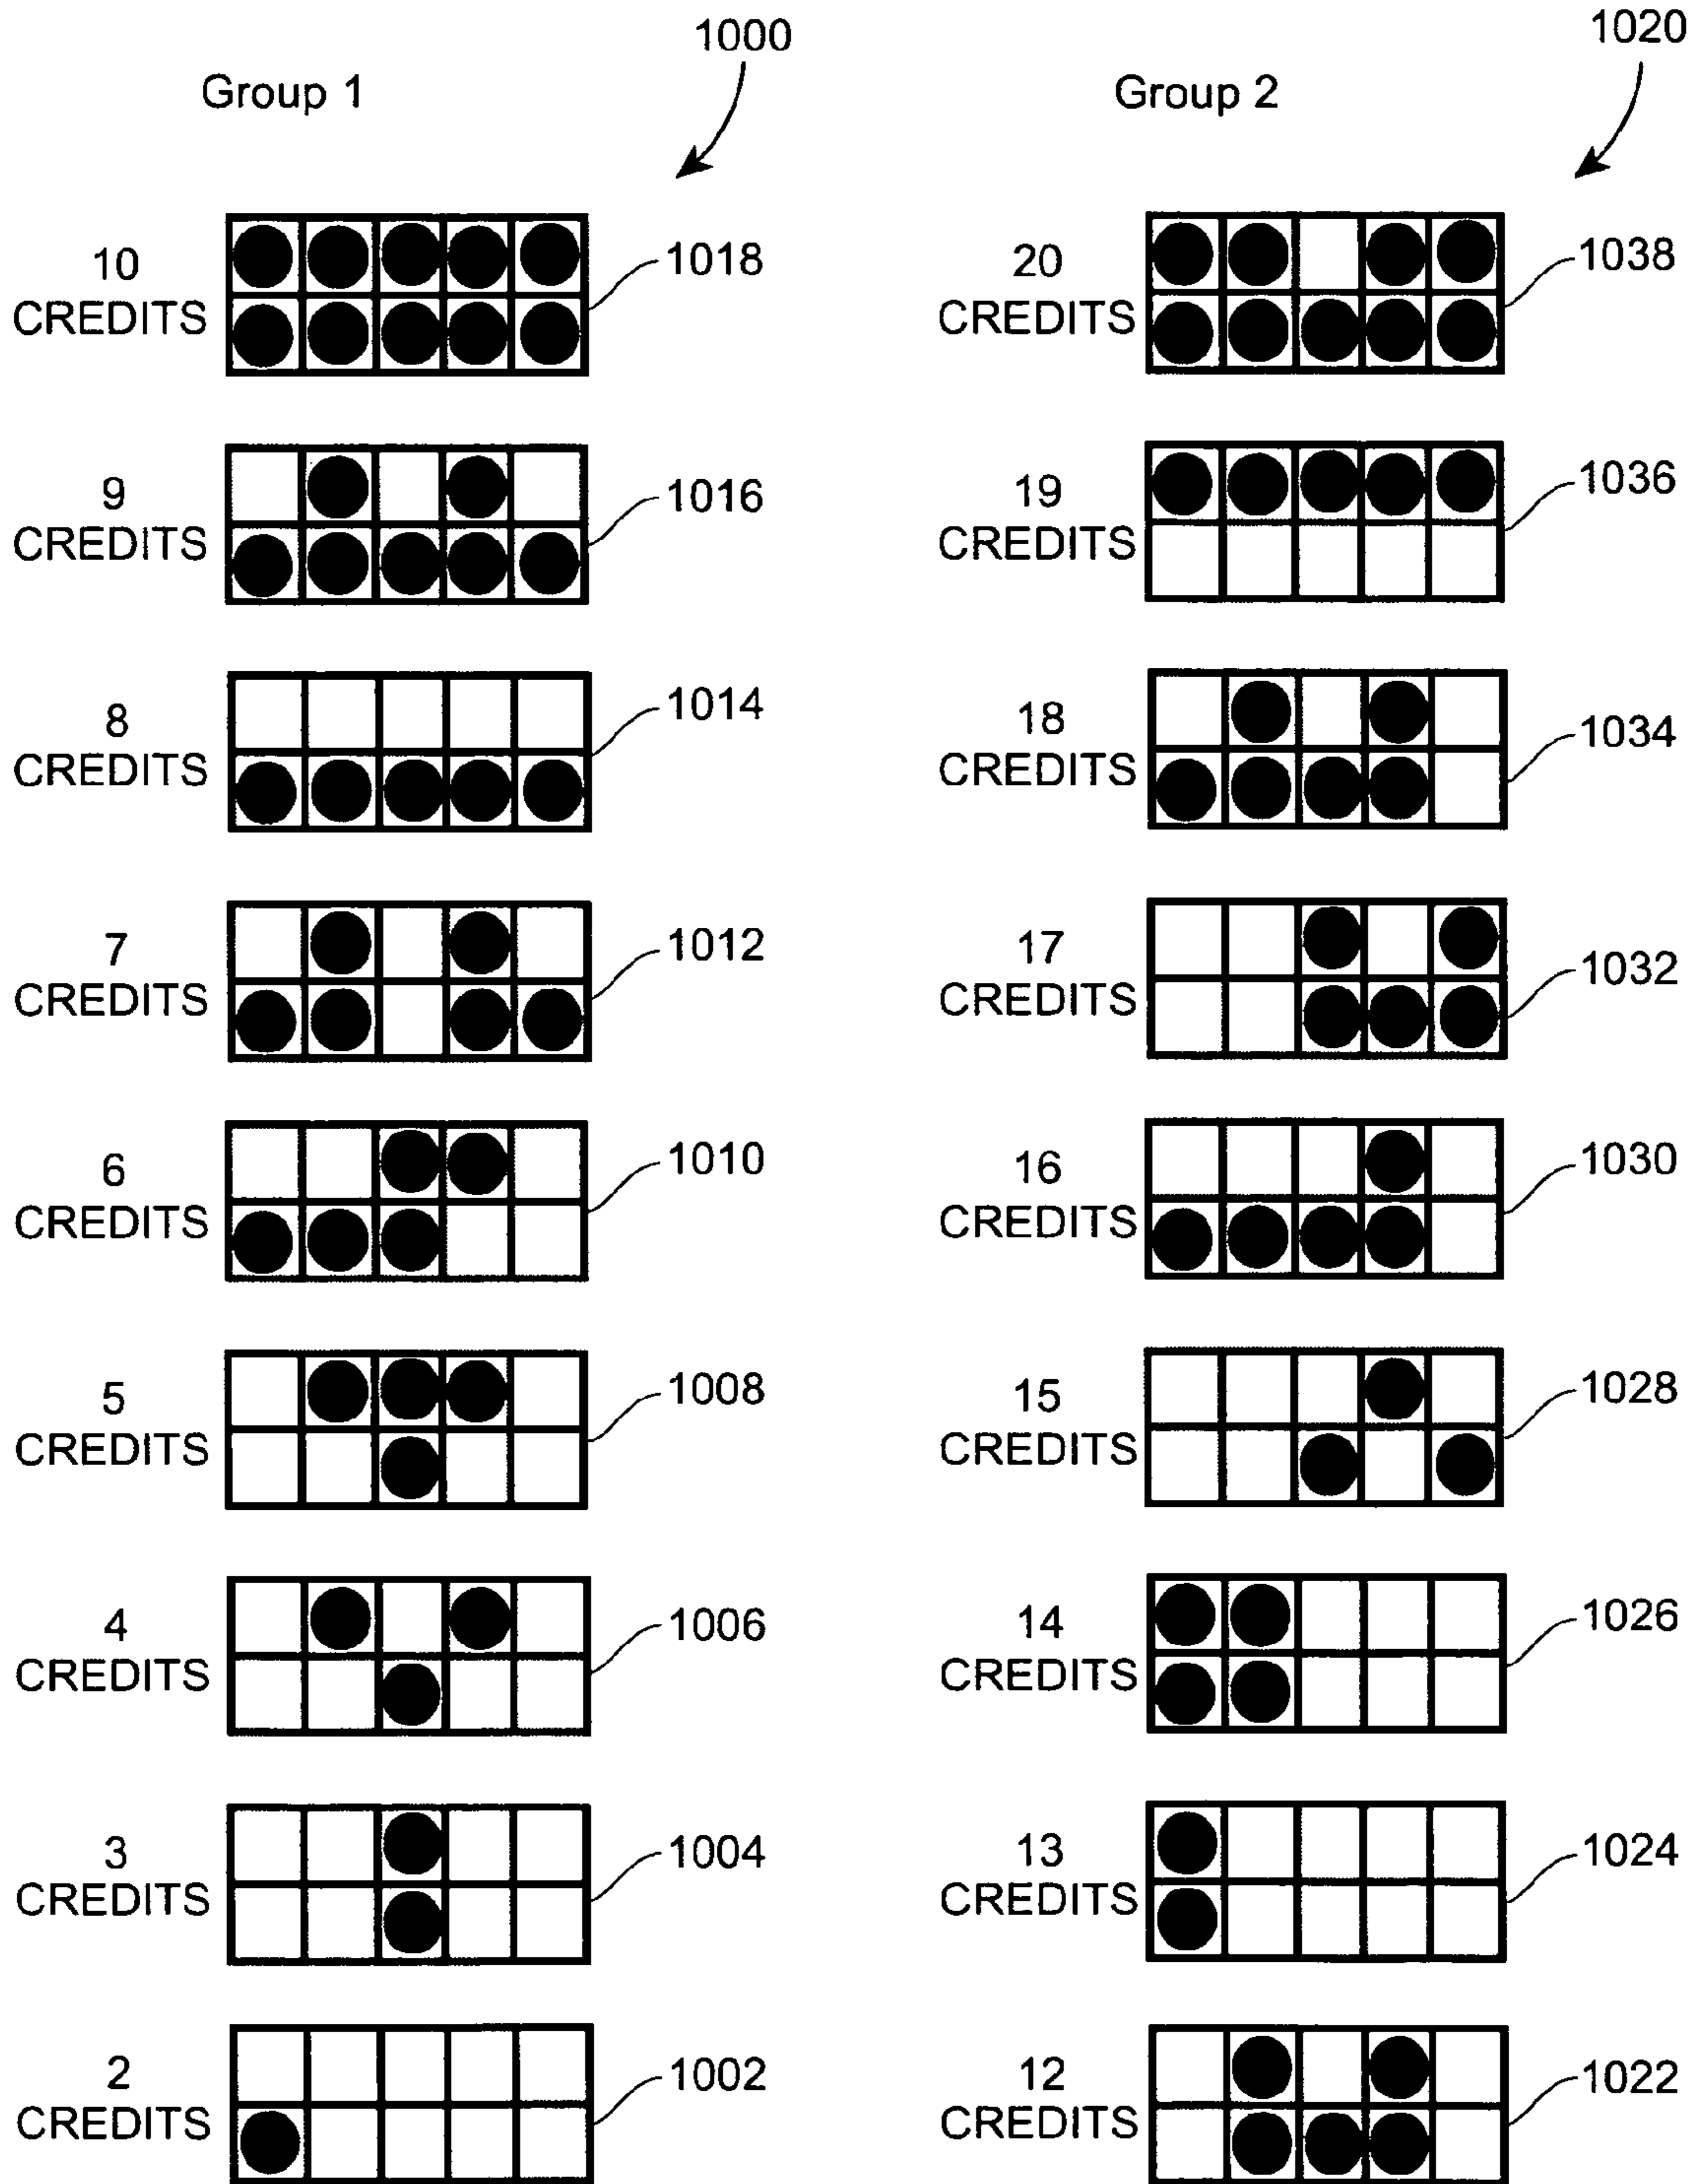 1000
1020
Group 1
Group 2
10
CREDITS
1018
20
CREDITS
1038
9
CREDITS
1016
19
CREDITS
1036
8
CREDITS
1014
18
CREDITS
1034
7
CREDITS
1012
17
CREDITS
1032
6
CREDITS
1010
16
CREDITS
1030
5
CREDITS
1008
15
CREDITS
1028
4
CREDITS
1006
14
CREDITS
1026
3
CREDITS
1004
13
CREDITS
1024
2
CREDITS
1002
12
CREDITS
1022